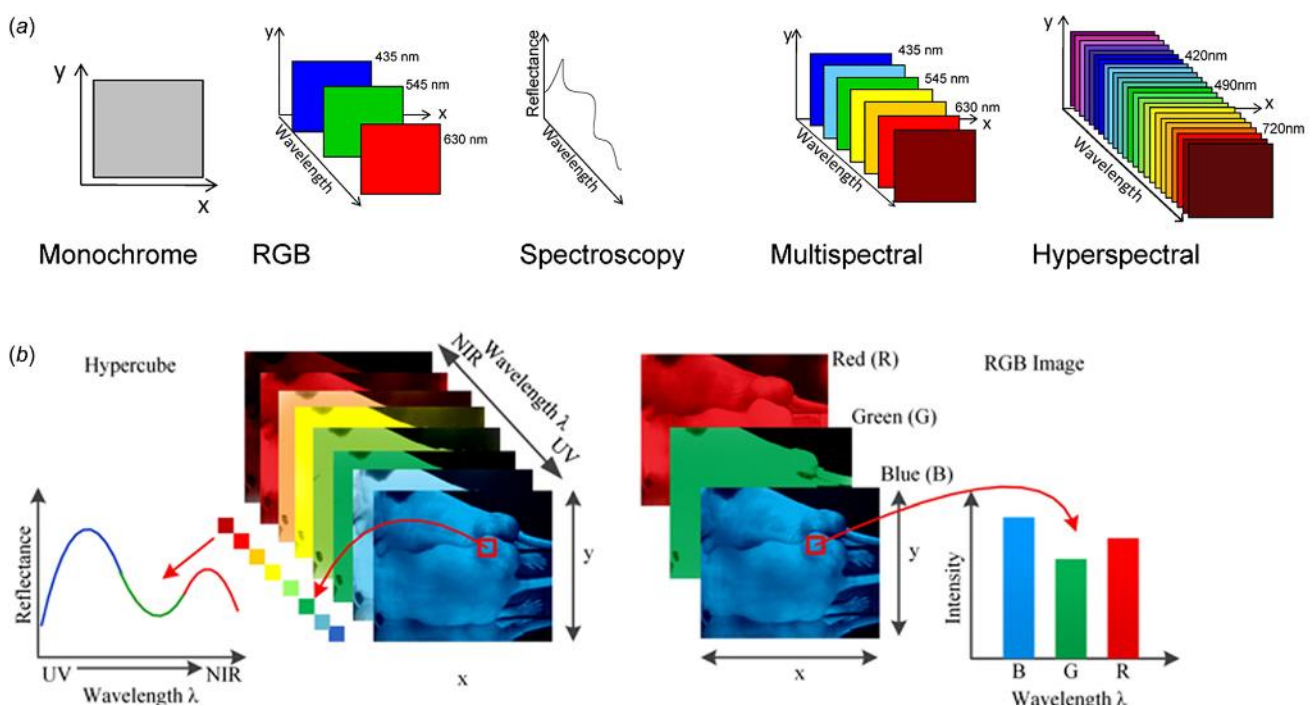 (a)
y
x
Monochrome
y
435 nm
545 nm
x
630 nm
Wavelength
RGB
Reflectance
Wavelength
Spectroscopy
y
435 nm
545 nm
630 nm
x
Wavelength
Multispectral
y
420nm
490nm
x
720nm
Wavelength
Hyperspectral
(b)
Hypercube
NIR
Wavelength λ
UV
y
x
Reflectance
UV
NIR
Wavelength λ
Red (R)
Green (G)
Blue (B)
y
x
RGB Image
Intensity
B G R
Wavelength λ